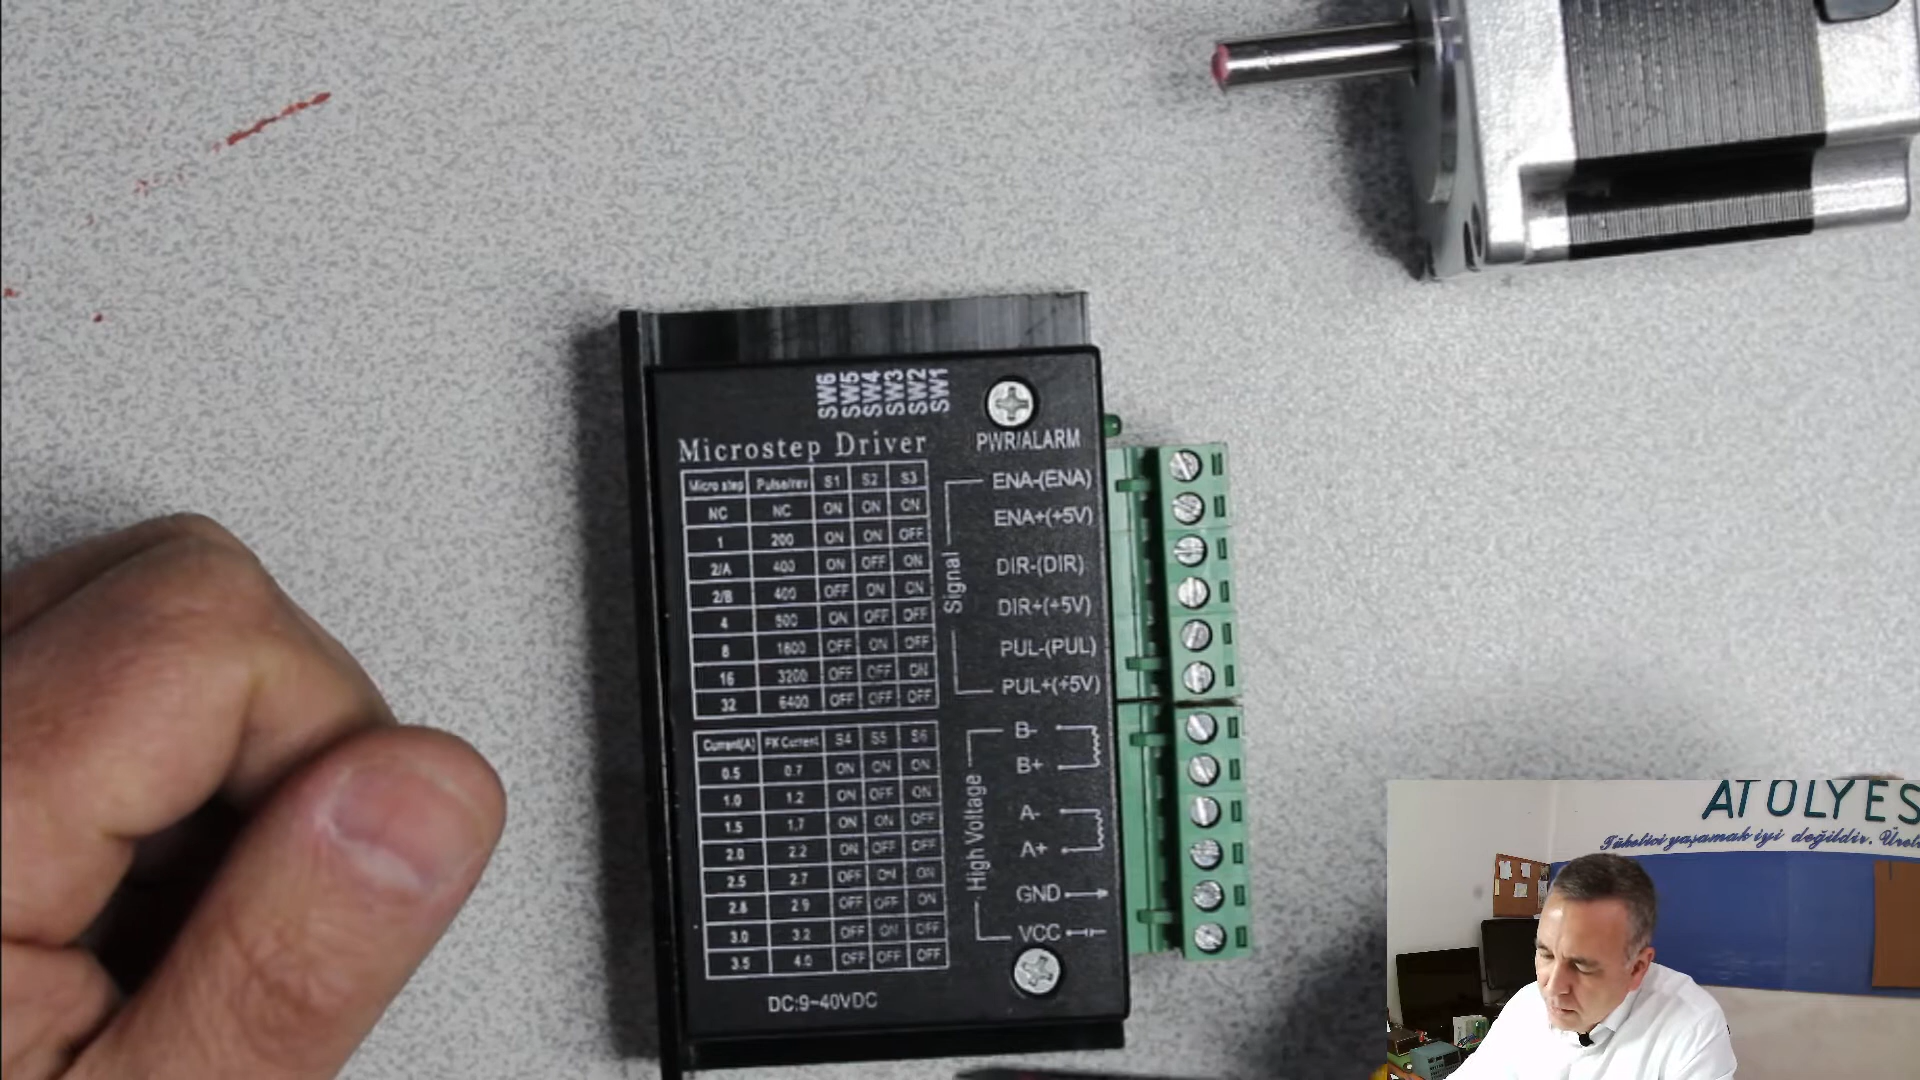 SW6
SW5
SW4
SW3
SW2
SW1
Microstep Driver
Micro step Pulse/rev S1 S2 S3
NC NC ON ON ON
1 200 ON ON OFF
2/A 400 ON OFF ON
2/B 400 OFF ON ON
4 800 ON OFF OFF
8 1600 OFF ON OFF
16 3200 OFF OFF ON
32 6400 OFF OFF OFF
Current(A) PK Current S4 S5 S6
0.5 0.7 ON ON ON
1.0 1.2 ON OFF ON
1.5 1.7 ON ON OFF
2.0 2.2 ON OFF OFF
2.5 2.7 OFF ON ON
2.8 2.9 OFF OFF ON
3.0 3.2 OFF ON OFF
3.5 4.0 OFF OFF OFF
DC:9~40VDC
PWR/ALARM
Signal
ENA-(ENA)
ENA+(+5V)
DIR-(DIR)
DIR+(+5V)
PUL-(PUL)
PUL+(+5V)
High Voltage
B-
B+
A-
A+
GND
VCC
ATOLYES
Tüketici yaşamak iyi değildir.